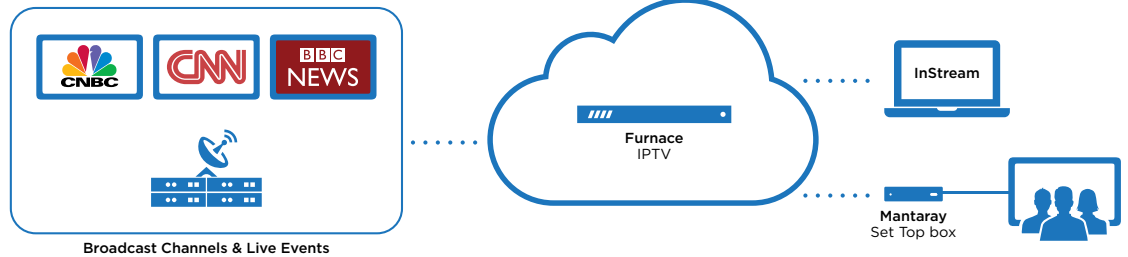 CNBC
CNN
BBC
NEWS
Broadcast Channels & Live Events
Furnace
IPTV
InStream
Mantaray
Set Top box